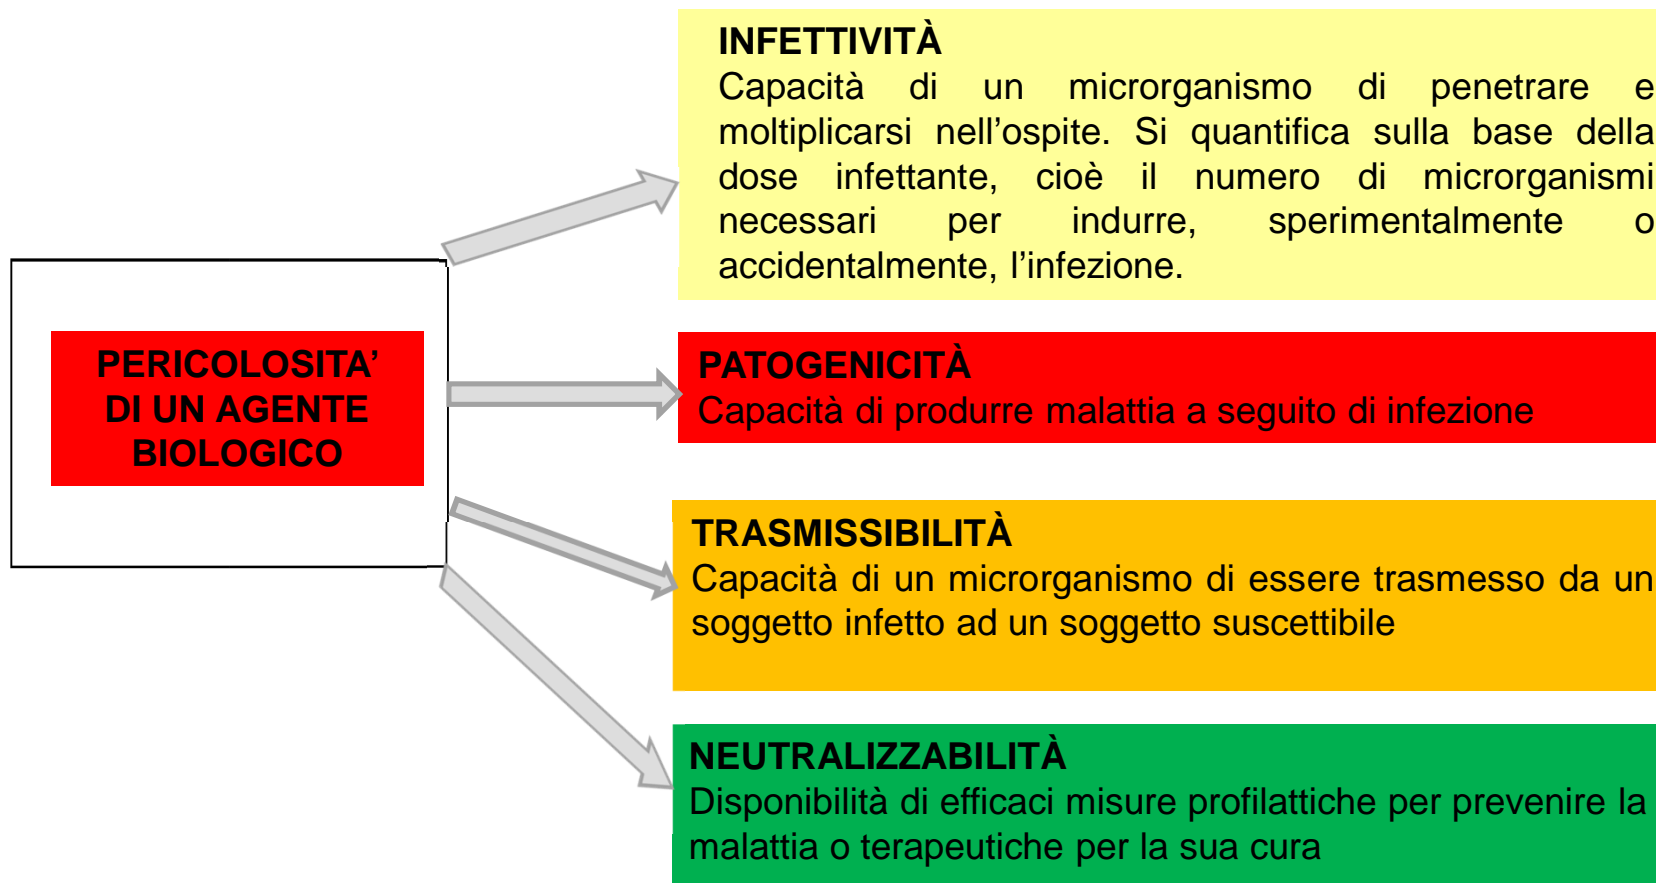 INFETTIVITÀ
Capacità di un microrganismo di penetrare e
moltiplicarsi nell’ospite. Si quantifica sulla base della
dose infettante, cioè il numero di microrganismi
necessari per indurre, sperimentalmente o
accidentalmente, l’infezione.
PERICOLOSITA’
DI UN AGENTE
BIOLOGICO
PATOGENICITÀ
Capacità di produrre malattia a seguito di infezione
TRASMISSIBILITÀ
Capacità di un microrganismo di essere trasmesso da un
soggetto infetto ad un soggetto suscettibile
NEUTRALIZZABILITÀ
Disponibilità di efficaci misure profilattiche per prevenire la
malattia o terapeutiche per la sua cura